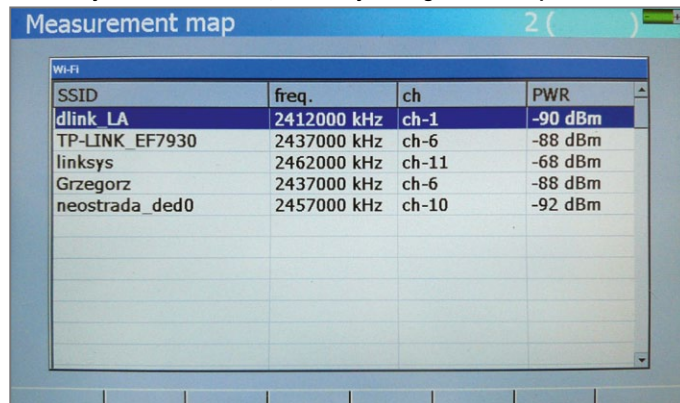 Measurement map 2 ( )
Wi-Fi
SSID freq. ch PWR
dlink_LA 2412000 kHz ch-1 -90 dBm
TP-LINK_EF7930 2437000 kHz ch-6 -88 dBm
linksys 2462000 kHz ch-11 -68 dBm
Grzegorz 2437000 kHz ch-6 -88 dBm
neostrada_ded0 2457000 kHz ch-10 -92 dBm